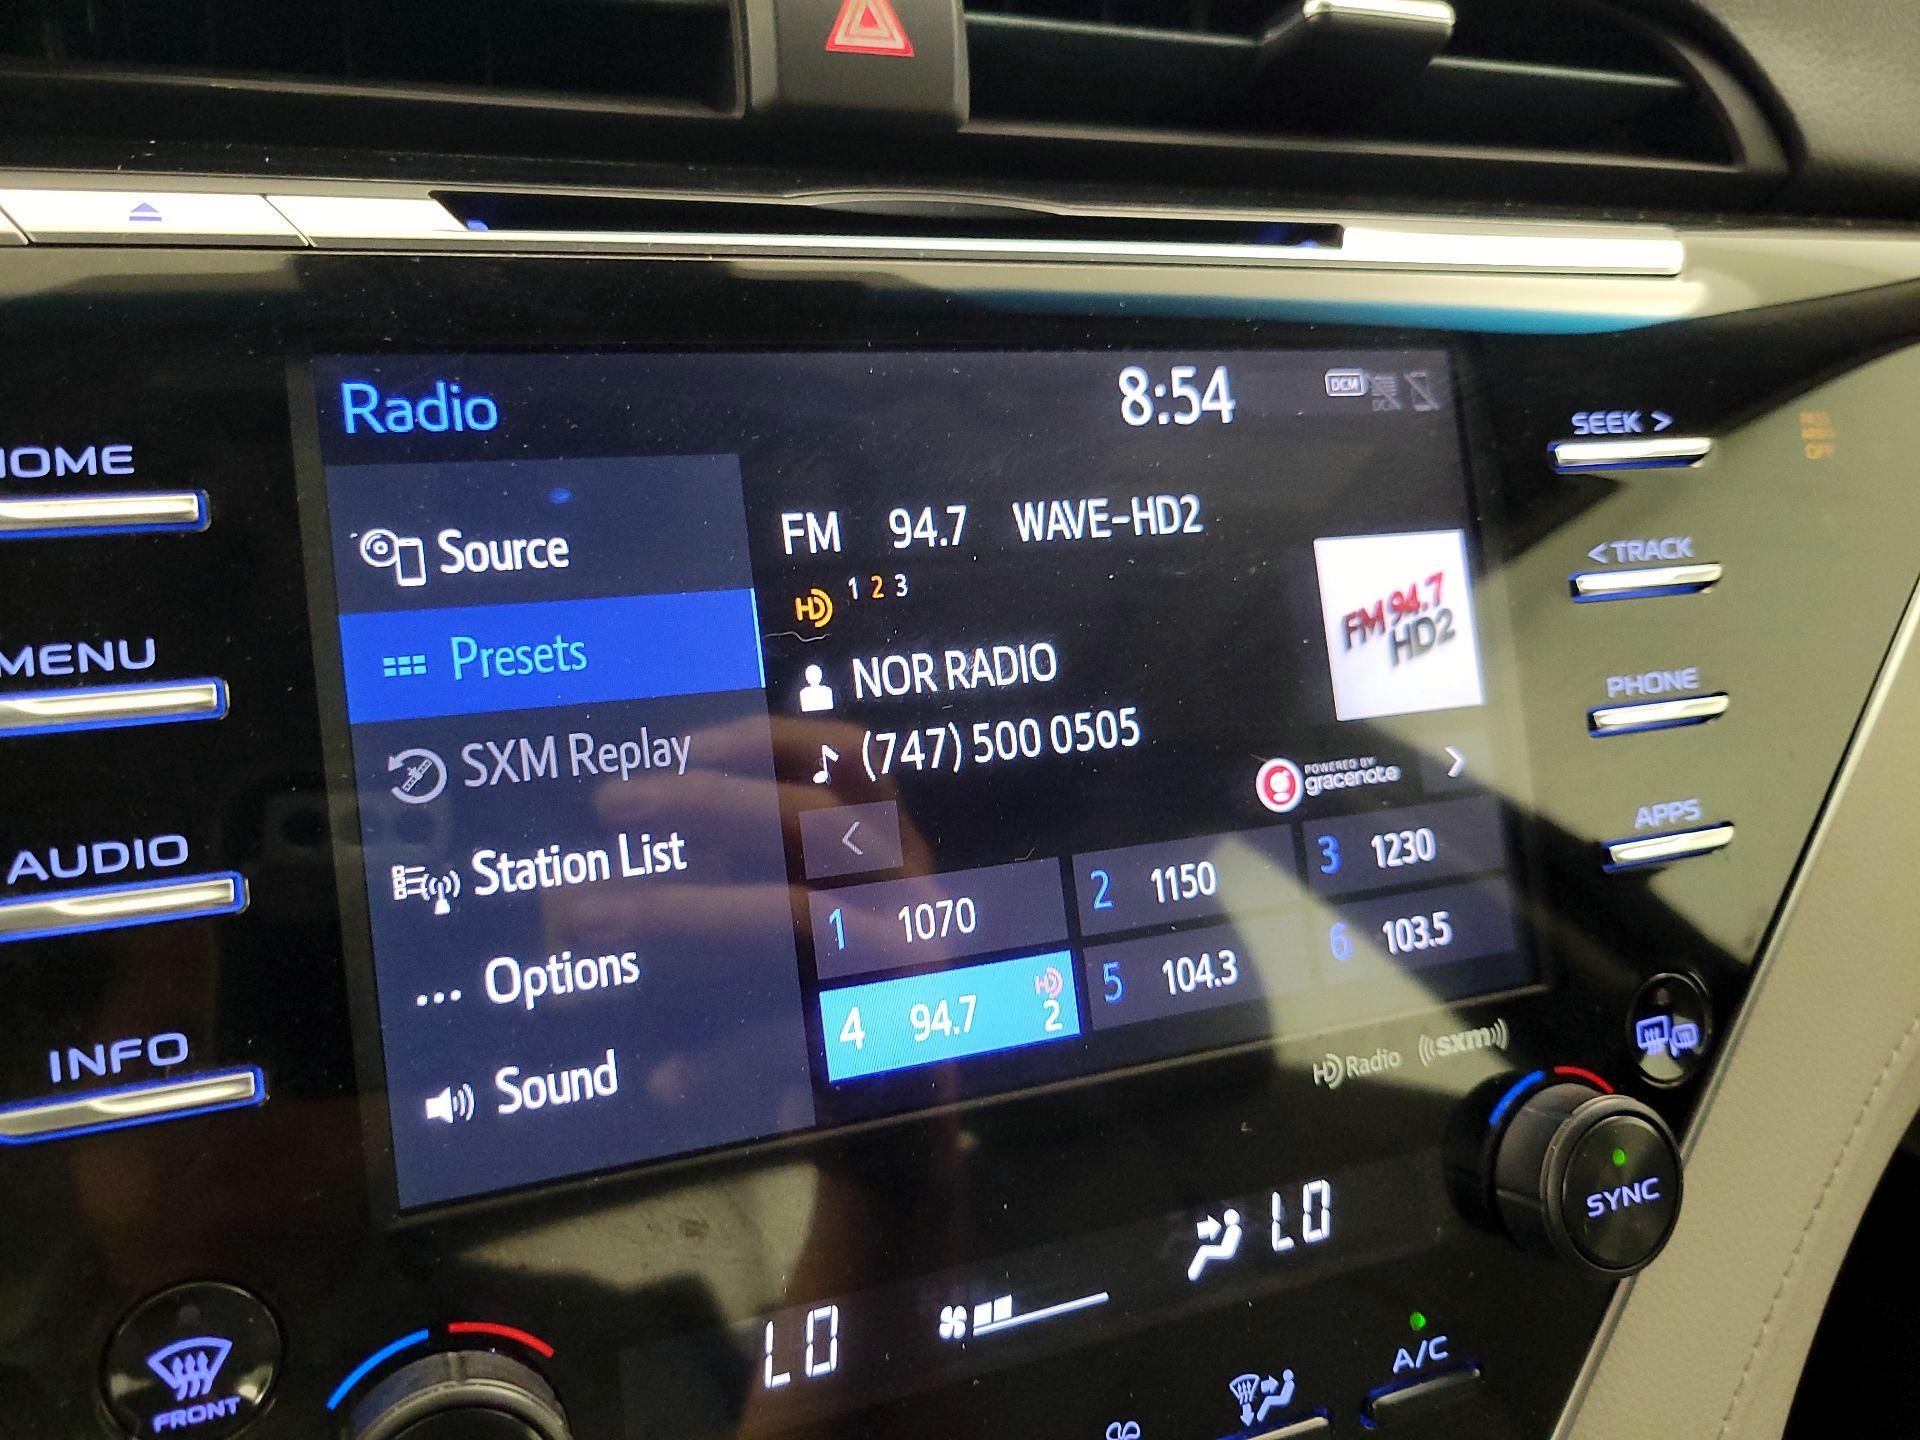 Radio
8:54
DCM
SEEK >
HOME
Source
FM 94.7 WAVE-HD2
HD 1 2 3
FM 94.7
HD2
< TRACK
MENU
Presets
NOR RADIO
PHONE
SXM Replay
(747) 500 0505
POWERED BY
gracenote
APPS
AUDIO
Station List
1 1070
2 1150
3 1230
Options
4 94.7 HD 2
5 104.3
6 103.5
INFO
Sound
HD Radio
((sxm))
SYNC
LO
LO
A/C
FRONT